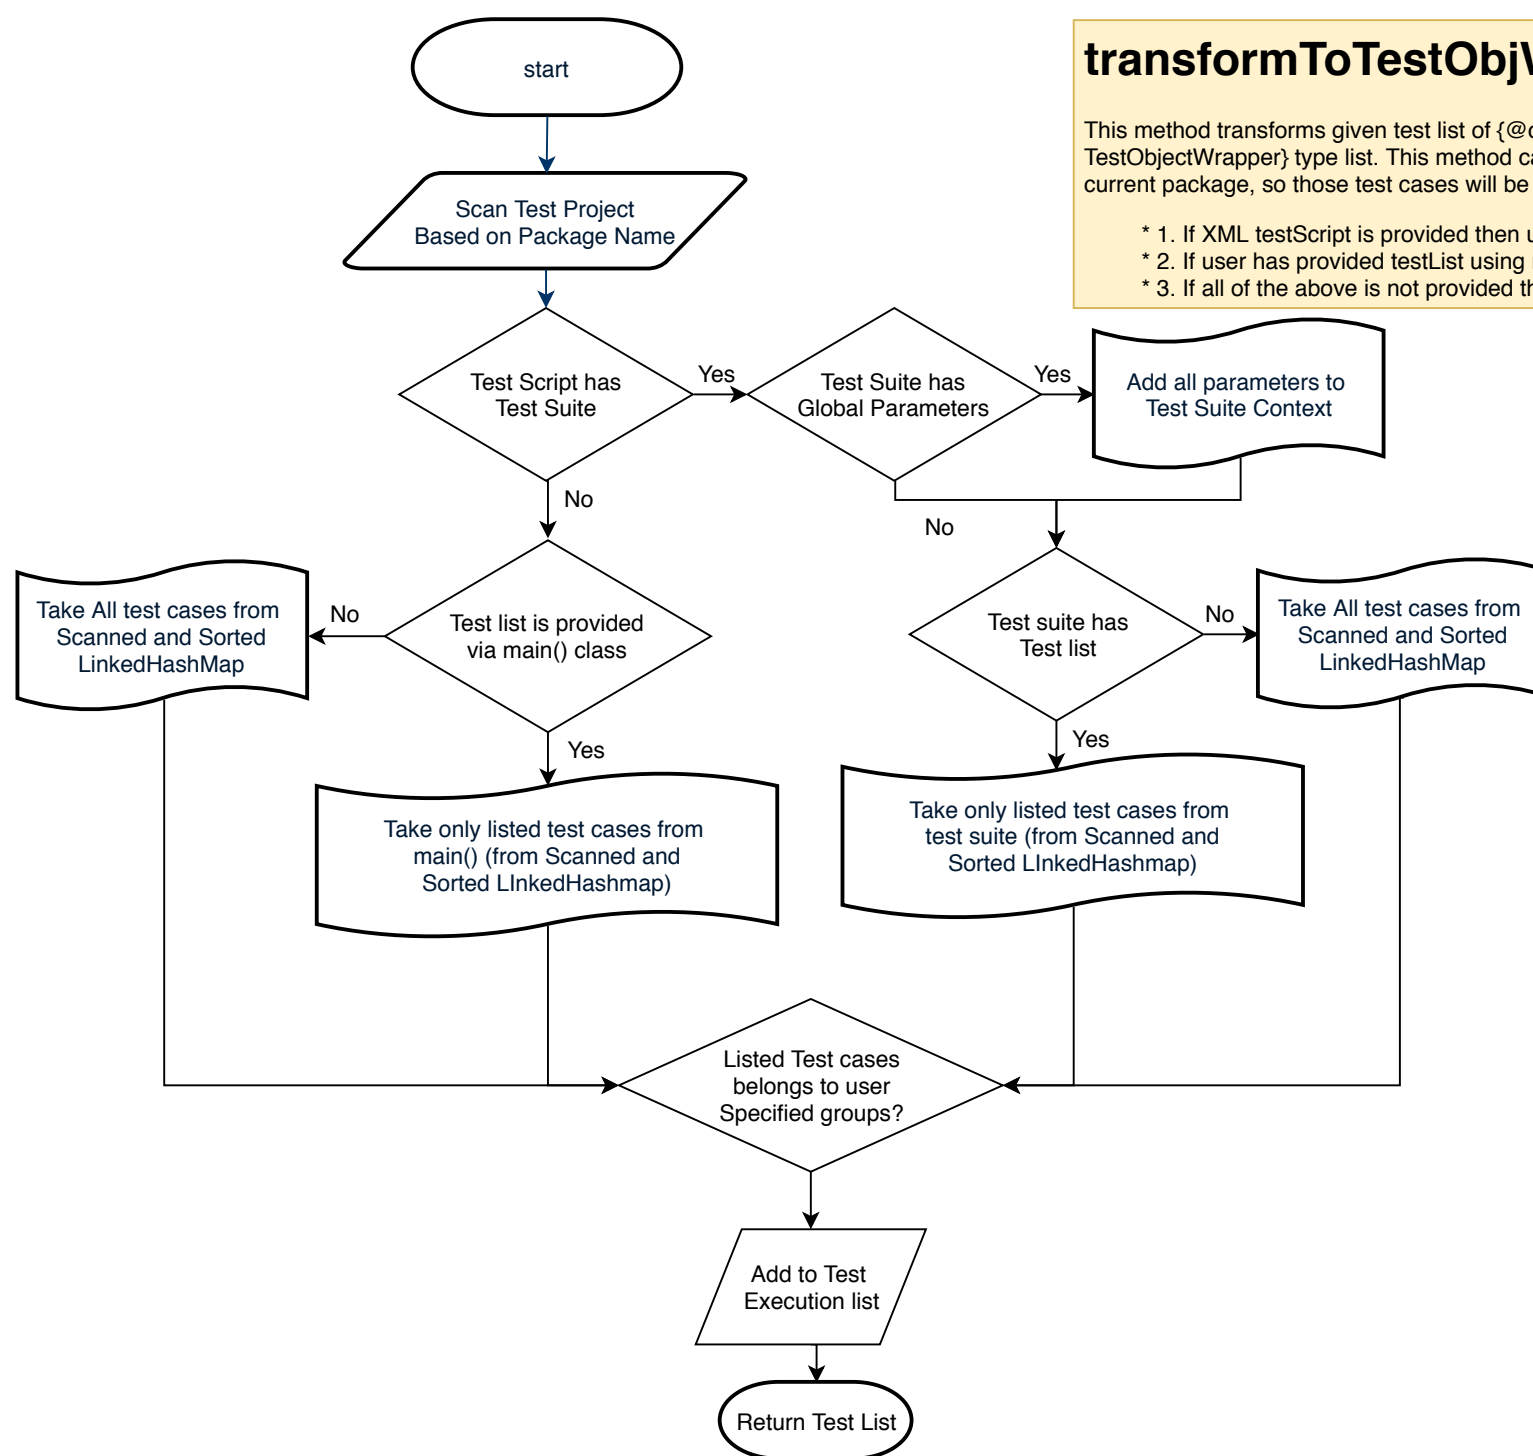 start
transformToTestObj
This method transforms given test list of {@
TestObjectWrapper} type list. This method
current package, so those test cases will be
* 1. If XML testScript is provided then
* 2. If user has provided testList using
* 3. If all of the above is not provided
Scan Test Project
Based on Package Name
Test Script has
Test Suite
Yes
Test Suite has
Global Parameters
Yes
Add all parameters to
Test Suite Context
No
No
Take All test cases from
Scanned and Sorted
LinkedHashMap
No
Test list is provided
via main() class
Test suite has
Test list
No
Take All test cases from
Scanned and Sorted
LinkedHashMap
Yes
Yes
Take only listed test cases from
main() (from Scanned and
Sorted LInkedHashmap)
Take only listed test cases from
test suite (from Scanned and
Sorted LInkedHashmap)
Listed Test cases
belongs to user
Specified groups?
Add to Test
Execution list
Return Test List